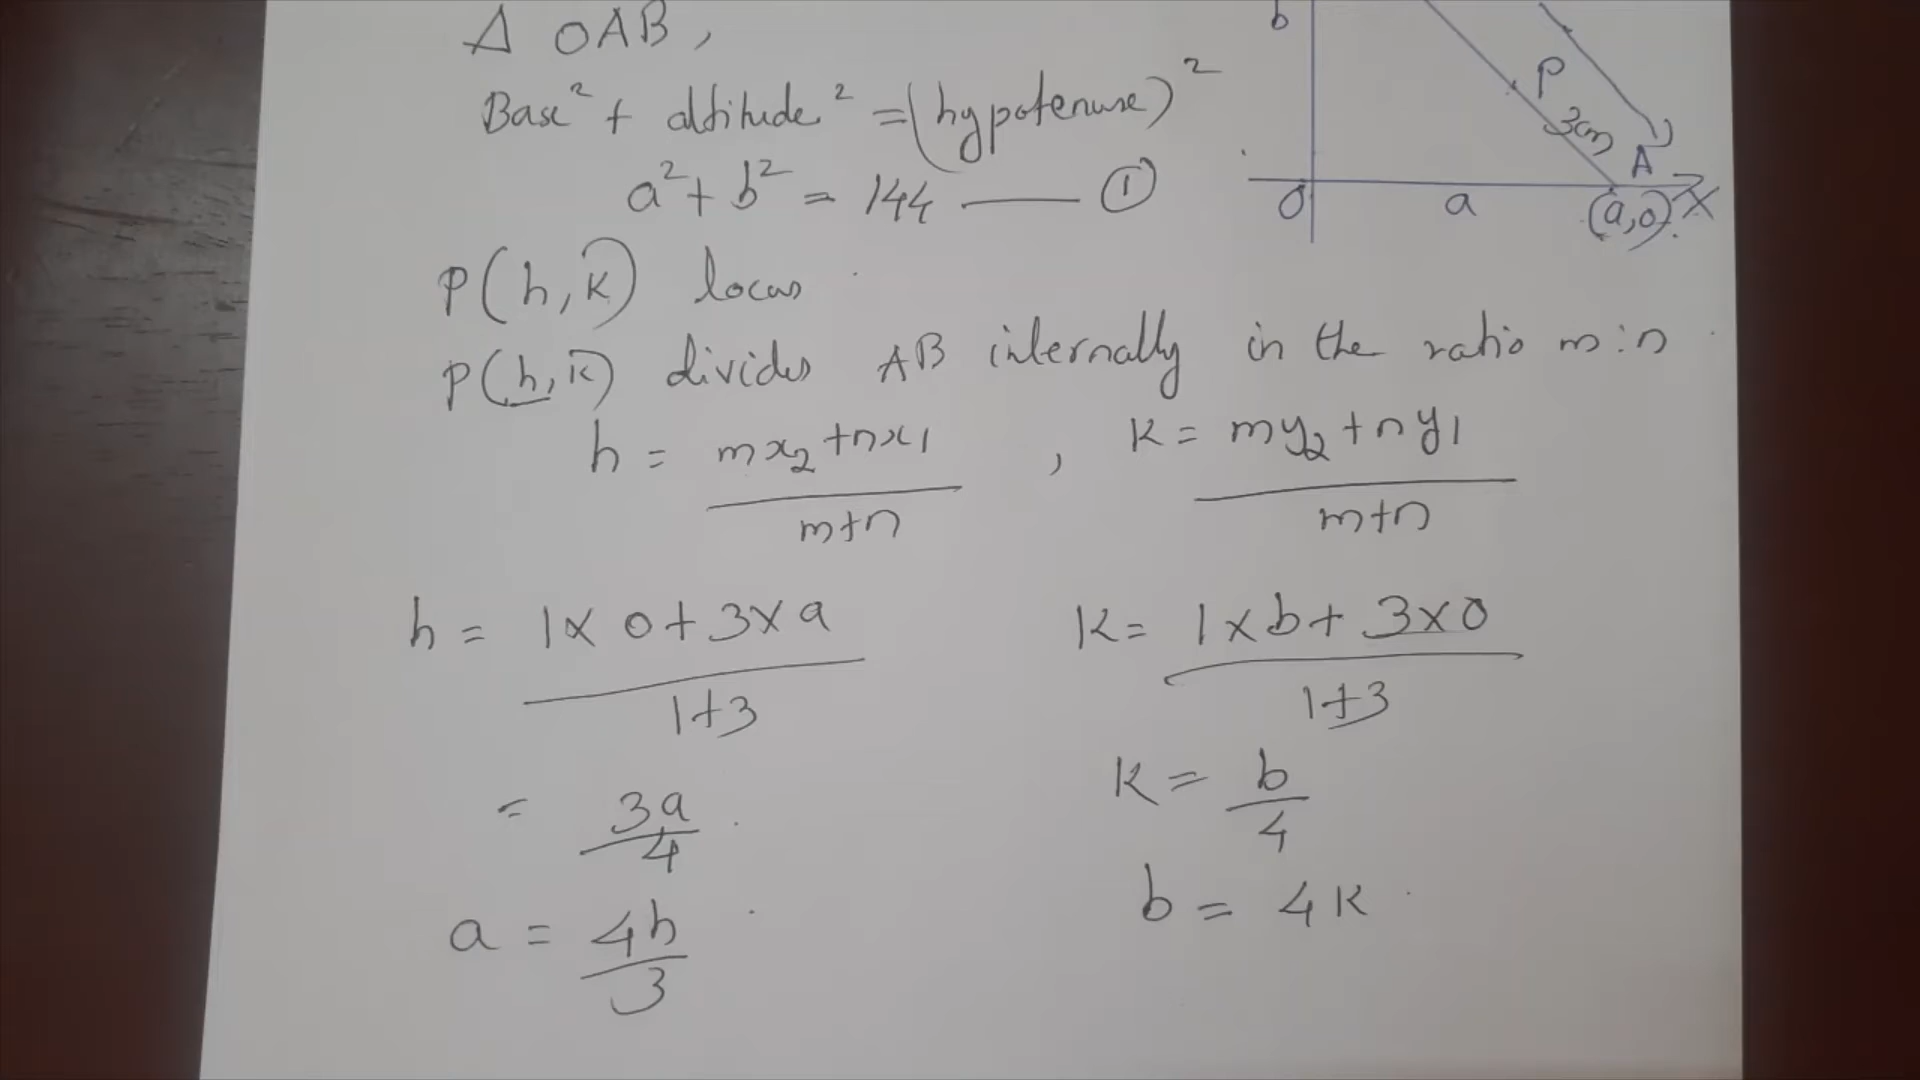 Δ OAB,
Base² + altitude² = (hypotenuse)²
a² + b² = 144 —— ①
b
P
3cm
A
O
a
(a,0)
X
P(h,k) locus
P(h,k) divides AB internally in the ratio m:n
h = mx₂+nx₁ / m+n , k = my₂+ny₁ / m+n
h = 1×0+3×a / 1+3
k = 1×b+3×0 / 1+3
= 3a/4
k = b/4
a = 4h/3
b = 4k